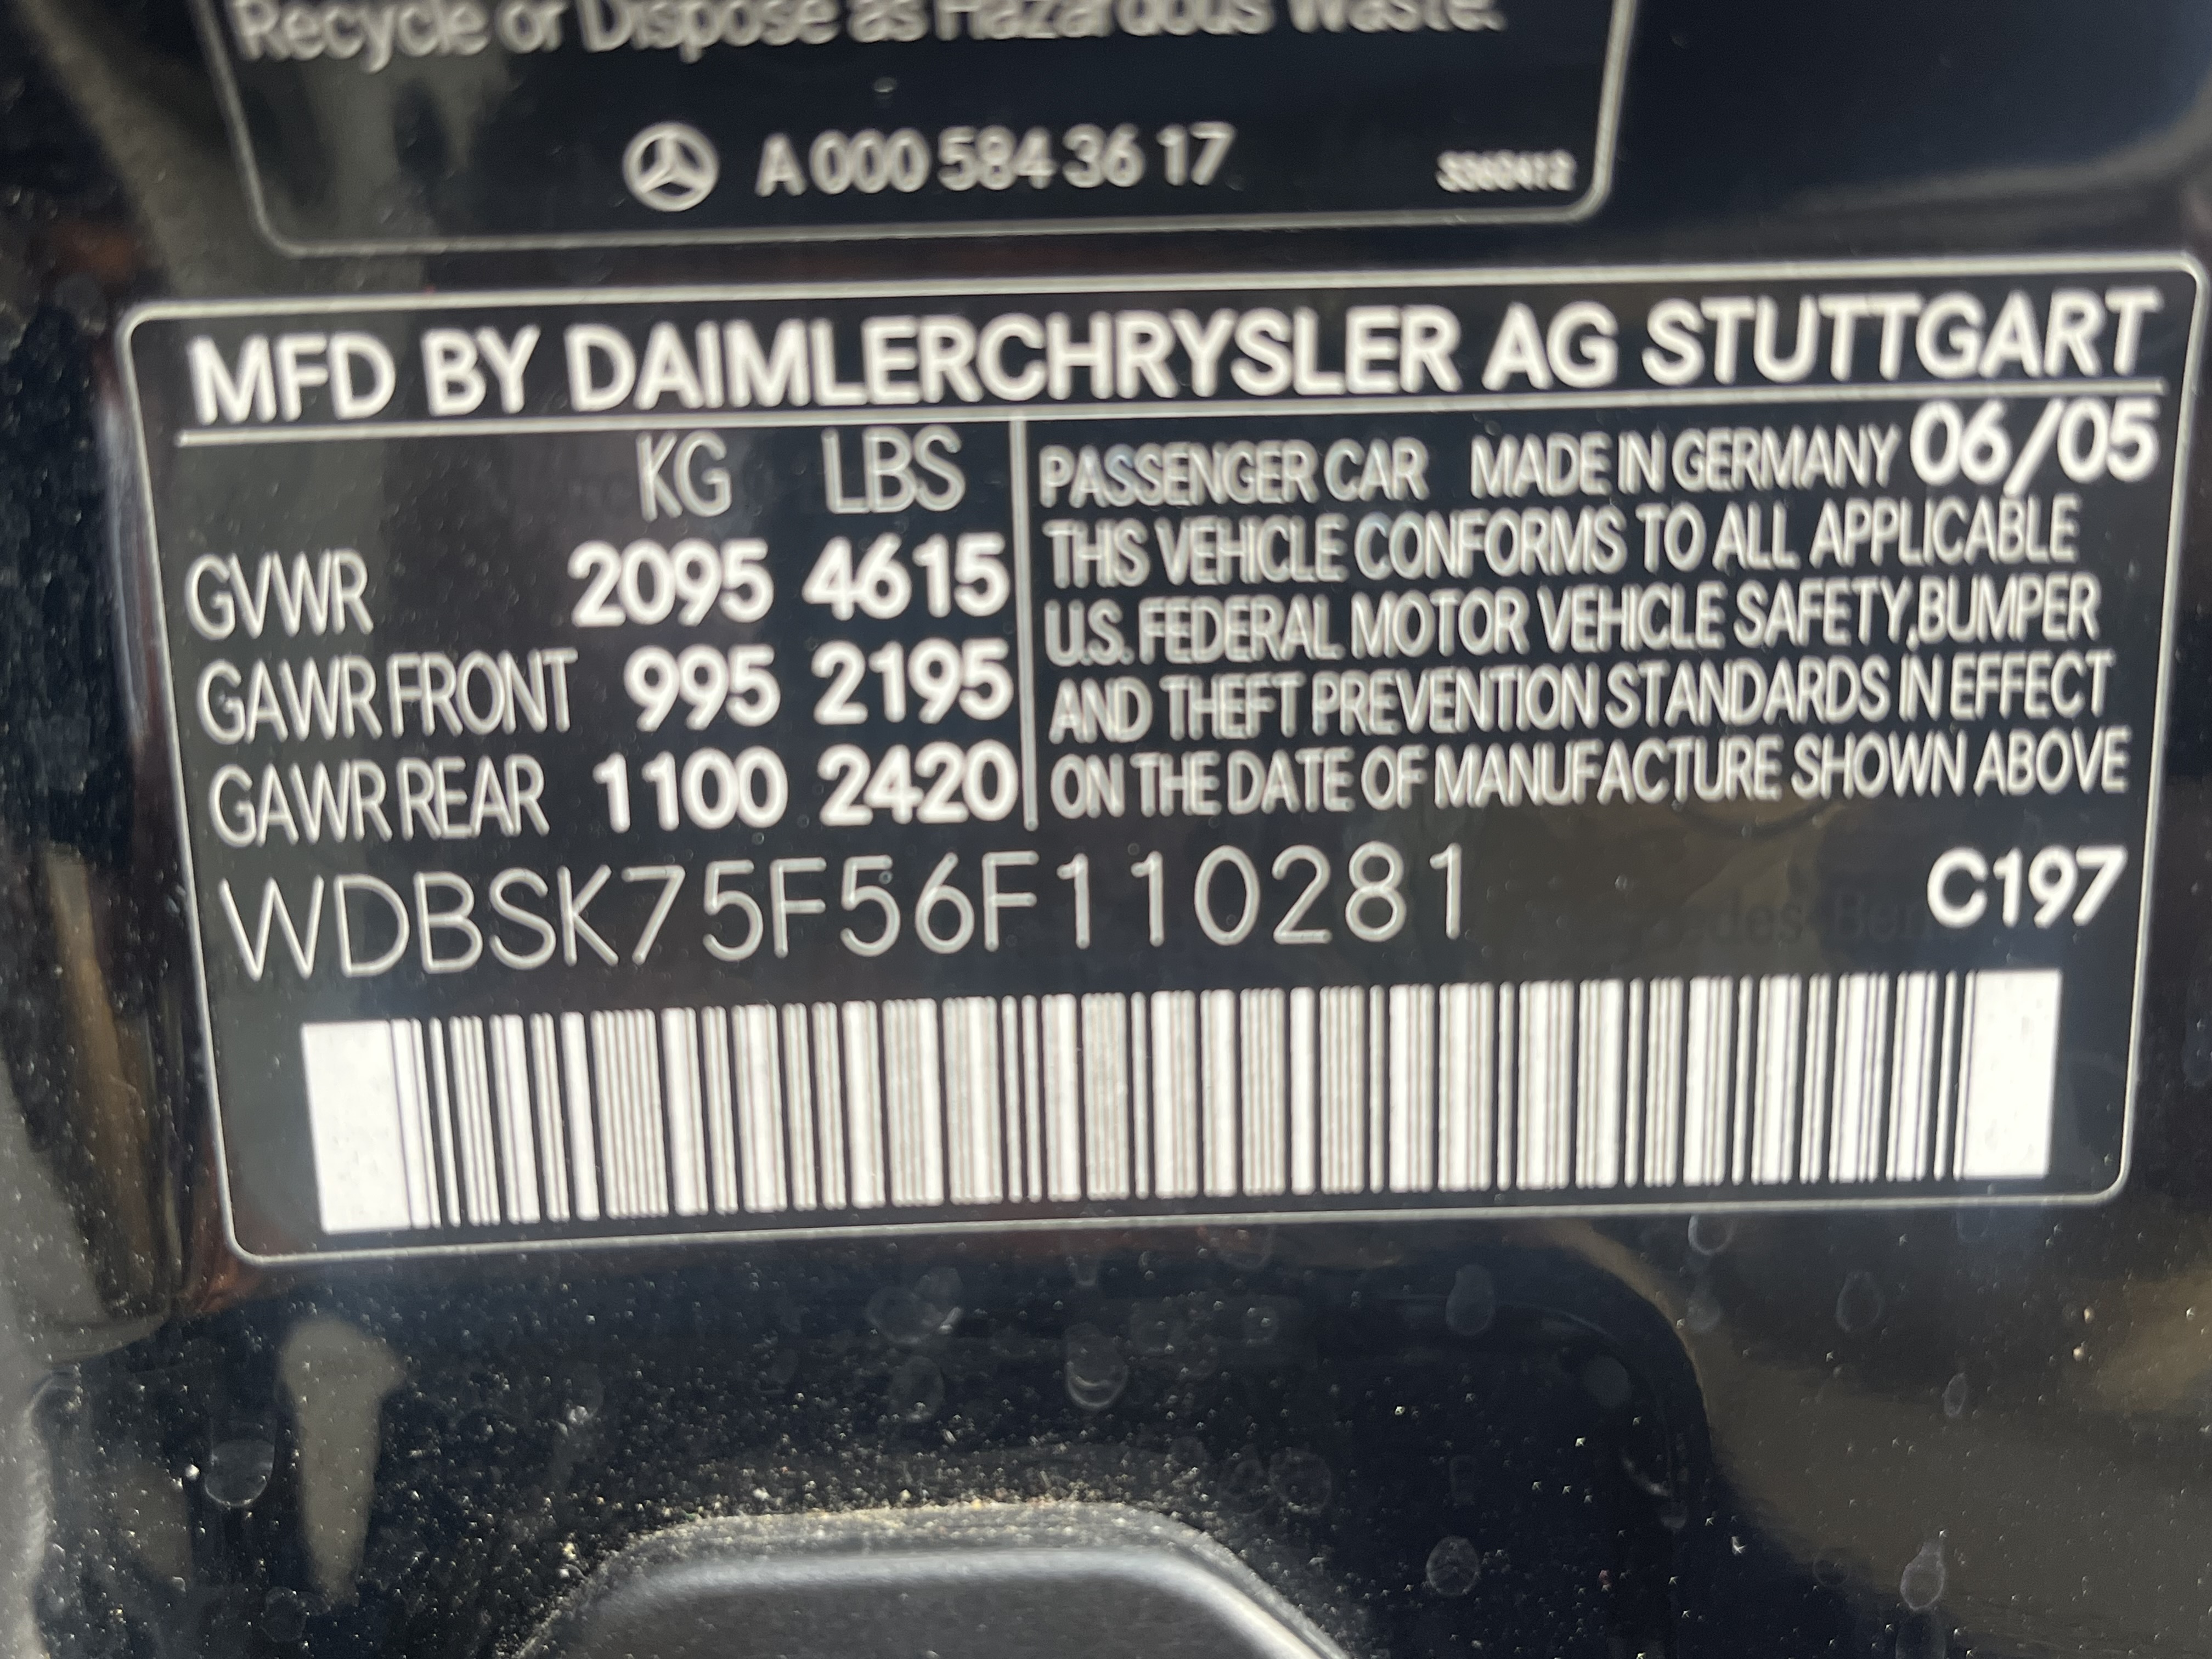 Recycle or Dispose as Hazardous Waste.
A 000 584 36 17
MFD BY DAIMLERCHRYSLER AG STUTTGART
KG LBS
GVWR 2095 4615
GAWR FRONT 995 2195
GAWR REAR 1100 2420
PASSENGER CAR MADE IN GERMANY 06/05
THIS VEHICLE CONFORMS TO ALL APPLICABLE
U.S. FEDERAL MOTOR VEHICLE SAFETY,BUMPER
AND THEFT PREVENTION STANDARDS IN EFFECT
ON THE DATE OF MANUFACTURE SHOWN ABOVE
WDBSK75F56F110281 C197